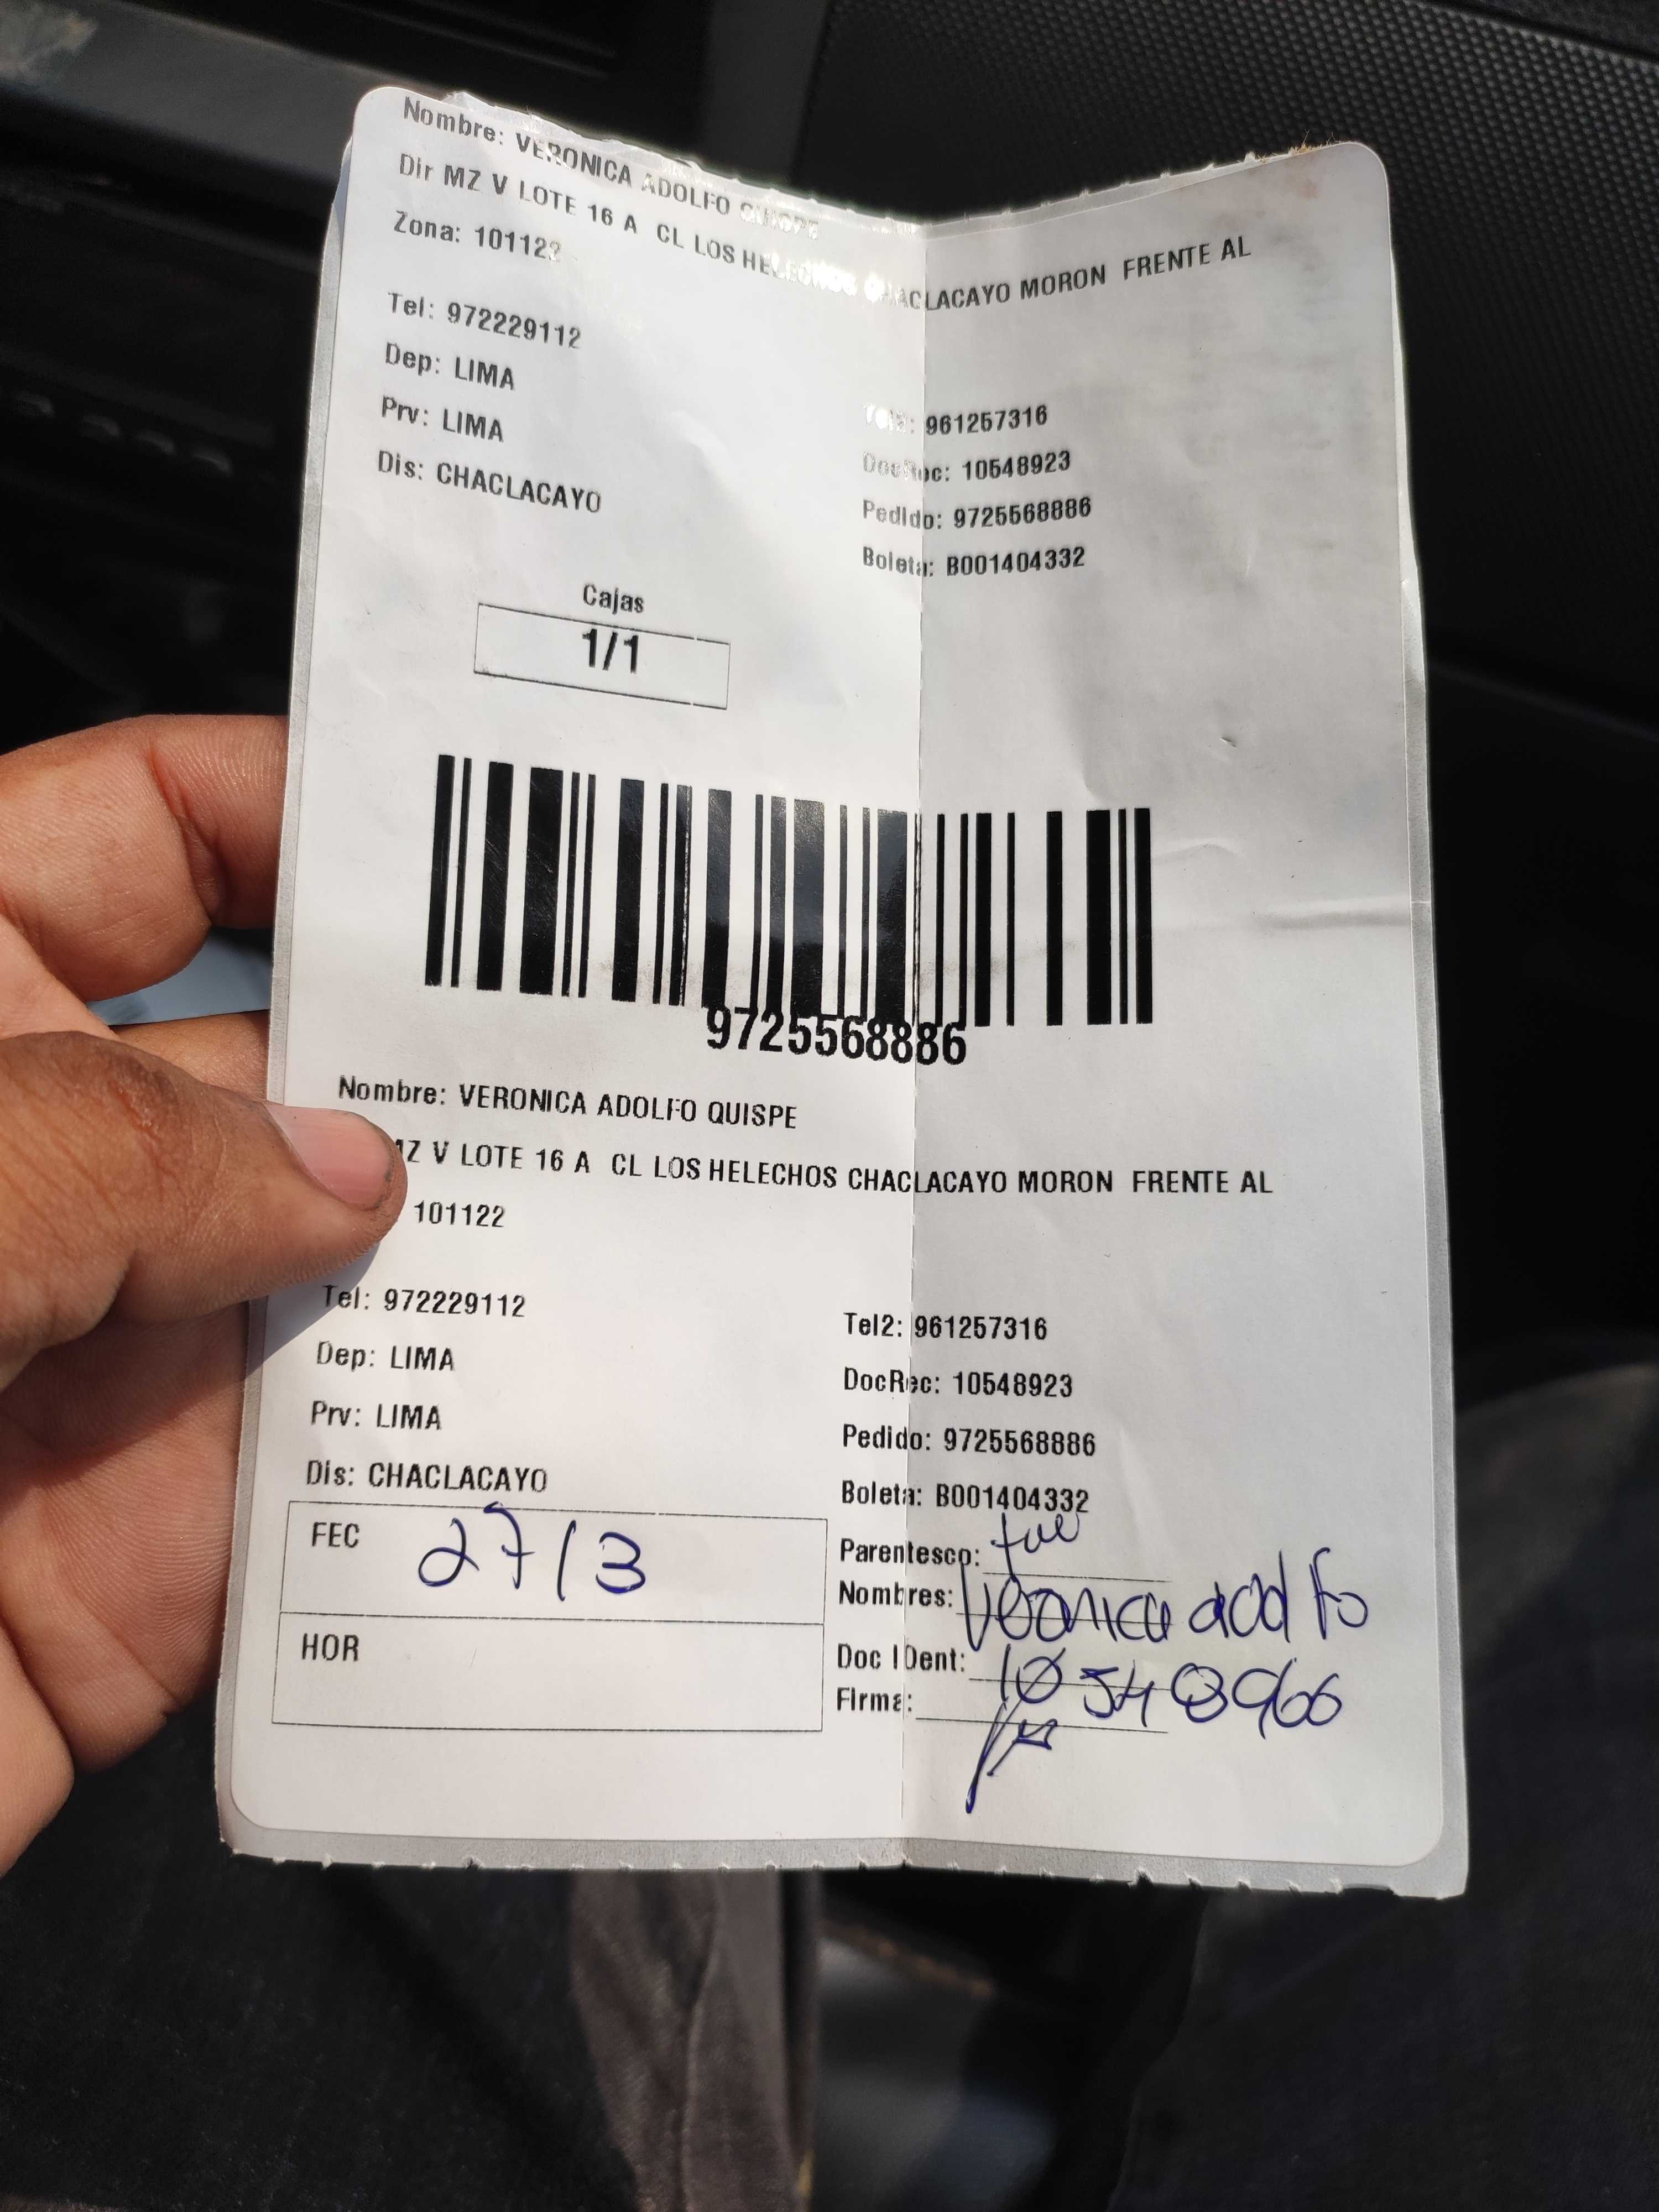 Nombre: VERONICA ADOLFO QUISPE
Dir MZ V LOTE 16 A CL LOS HELECHOS CHACLACAYO MORON FRENTE AL
Zona: 101122
Tel: 972229112
Dep: LIMA
Tel2: 961257316
Prv: LIMA
DocRec: 10548923
Dis: CHACLACAYO
Pedido: 9725568886
Boleta: B001404332
Cajas
1/1
9725568886
Nombre: VERONICA ADOLFO QUISPE
MZ V LOTE 16 A CL LOS HELECHOS CHACLACAYO MORON FRENTE AL
101122
Tel: 972229112
Tel2: 961257316
Dep: LIMA
DocRec: 10548923
Prv: LIMA
Pedido: 9725568886
Dis: CHACLACAYO
Boleta: B001404332
FEC 27/3
Parentesco:
Nombres: Veronica
HOR
Doc IDent:
Firma: